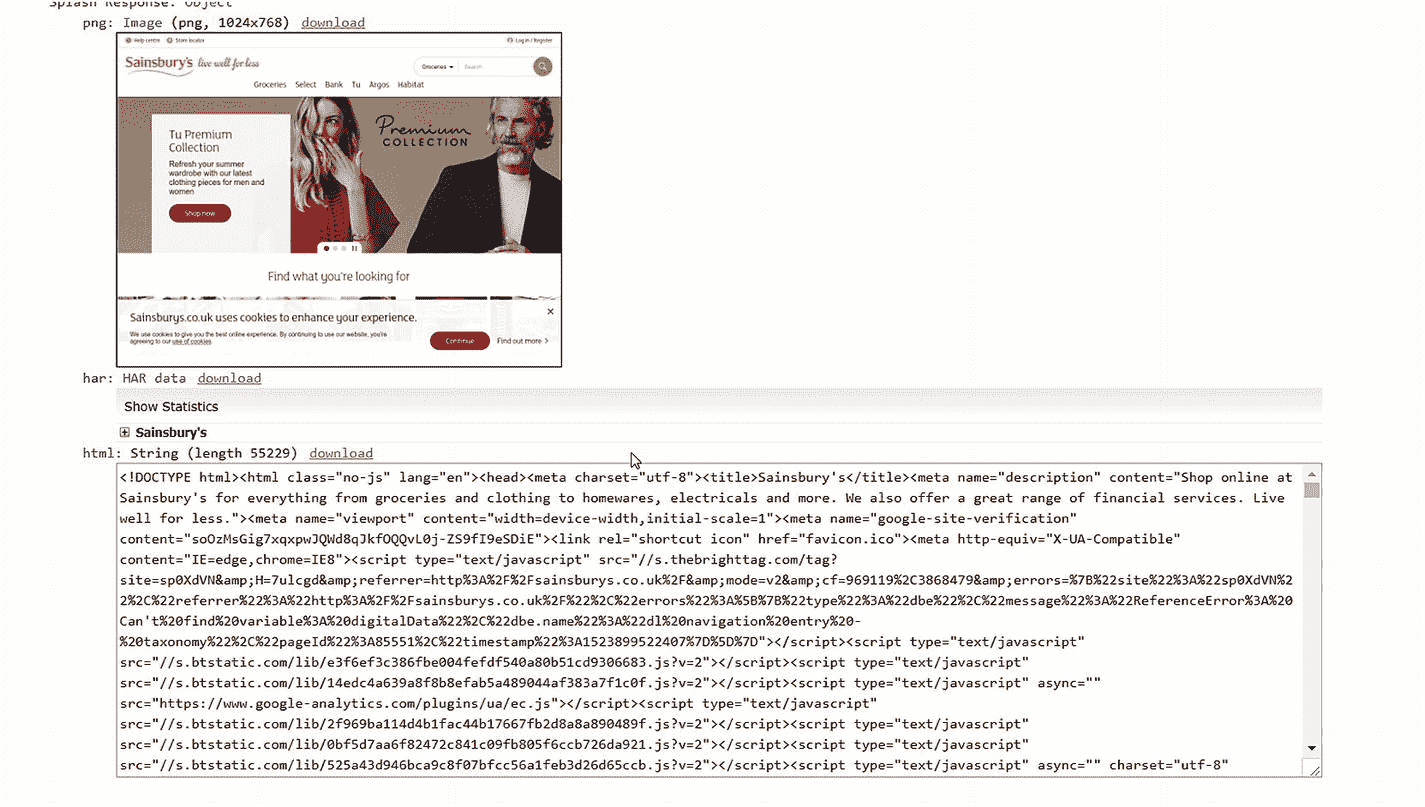 Splash Response: Object
png: Image (png, 1024x768) download
Help centre Store locator Log in / Register
Sainsbury's live well for less
Groceries Search
Groceries Select Bank Tu Argos Habitat
Tu Premium
Collection
Refresh your summer
wardrobe with our latest
clothing pieces for men and
women
Shop now
Premium
COLLECTION
Find what you're looking for
Sainsburys.co.uk uses cookies to enhance your experience.
We use cookies to give you the best online experience. By continuing to use our website, you're
agreeing to our use of cookies.
Continue Find out more
har: HAR data download
Show Statistics
Sainsbury's
html: String (length 55229) download
<!DOCTYPE html><html class="no-js" lang="en"><head><meta charset="utf-8"><title>Sainsbury's</title><meta name="description" content="Shop online at
Sainsbury's for everything from groceries and clothing to homewares, electricals and more. We also offer a great range of financial services. Live
well for less."><meta name="viewport" content="width=device-width,initial-scale=1"><meta name="google-site-verification"
content="soOzMsGig7xqxpwJQWd8qJkfOQQvL0j-ZS9fI9eSDiE"><link rel="shortcut icon" href="favicon.ico"><meta http-equiv="X-UA-Compatible"
content="IE=edge,chrome=IE8"><script type="text/javascript" src="//s.thebrighttag.com/tag?
site=sp0XdVN&amp;H=7ulcgd&amp;referrer=http%3A%2F%2Fsainsburys.co.uk%2F&amp;mode=v2&amp;cf=969119%2C3868479&amp;errors=%7B%22site%22%3A%22sp0XdVN%2
2%2C%22referrer%22%3A%22http%3A%2F%2Fsainsburys.co.uk%2F%22%2C%22errors%22%3A%5B%7B%22type%22%3A%22dbe%22%2C%22message%22%3A%22ReferenceError%3A%20
Can't%20find%20variable%3A%20digitalData%22%2C%22dbe.name%22%3A%22dl%20navigation%20entry%20-
%20taxonomy%22%2C%22pageId%22%3A85551%2C%22timestamp%22%3A1523899522407%7D%5D%7D"></script><script type="text/javascript"
src="//s.btstatic.com/lib/e3f6ef3c386fbe004fefdf540a80b51cd9306683.js?v=2"></script><script type="text/javascript"
src="//s.btstatic.com/lib/14edc4a639a8f8b8efab5a489044af383a7f1c0f.js?v=2"></script><script type="text/javascript" async=""
src="https://www.google-analytics.com/plugins/ua/ec.js"></script><script type="text/javascript"
src="//s.btstatic.com/lib/2f969ba114d4b1fac44b17667fb2d8a8a890489f.js?v=2"></script><script type="text/javascript"
src="//s.btstatic.com/lib/0bf5d7aa6f82472c841c09fb805f6ccb726da921.js?v=2"></script><script type="text/javascript"
src="//s.btstatic.com/lib/525a43d946bca9c8f07bfcc56a1feb3d26d65ccb.js?v=2"></script><script type="text/javascript" async="" charset="utf-8"